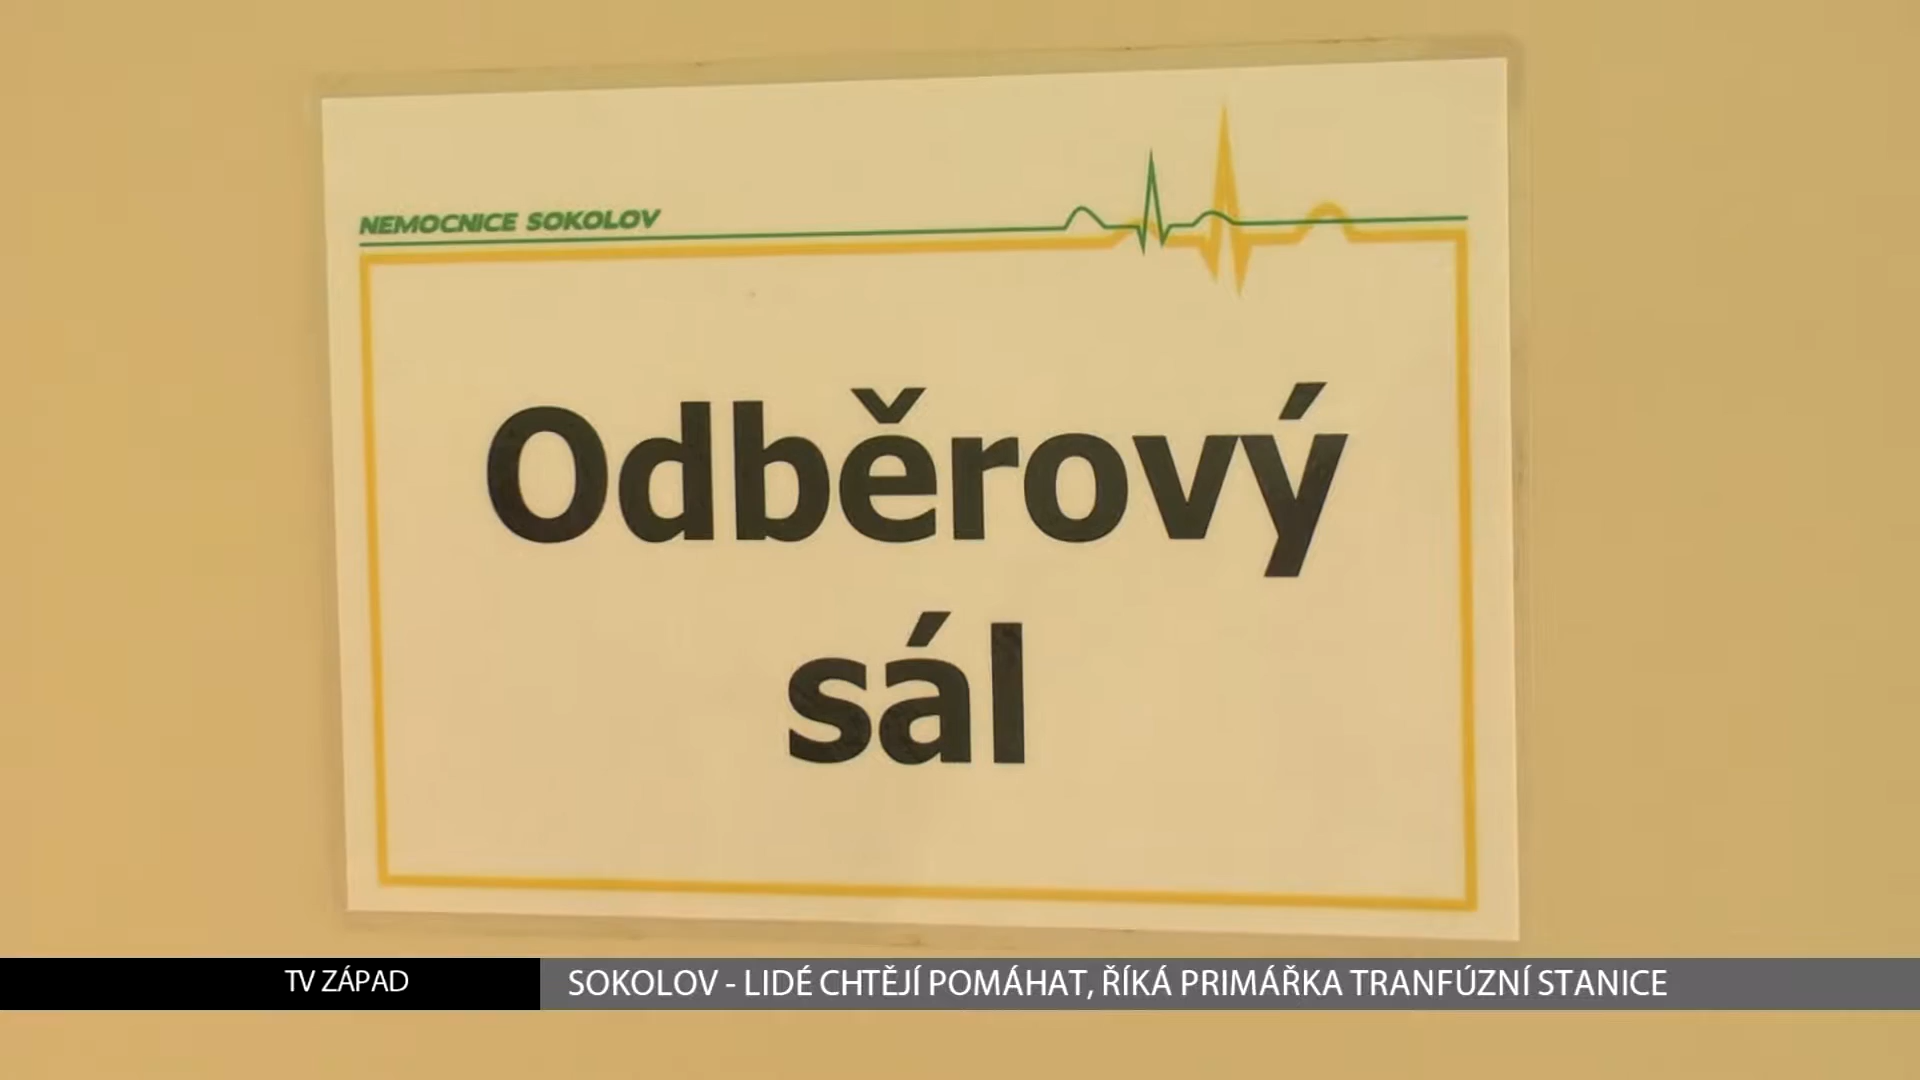 NEMOCNICE SOKOLOV
Odběrový
sál
TV ZÁPAD
SOKOLOV - LIDÉ CHTĚJÍ POMÁHAT, ŘÍKÁ PRIMÁŘKA TRANFÚZNÍ STANICE